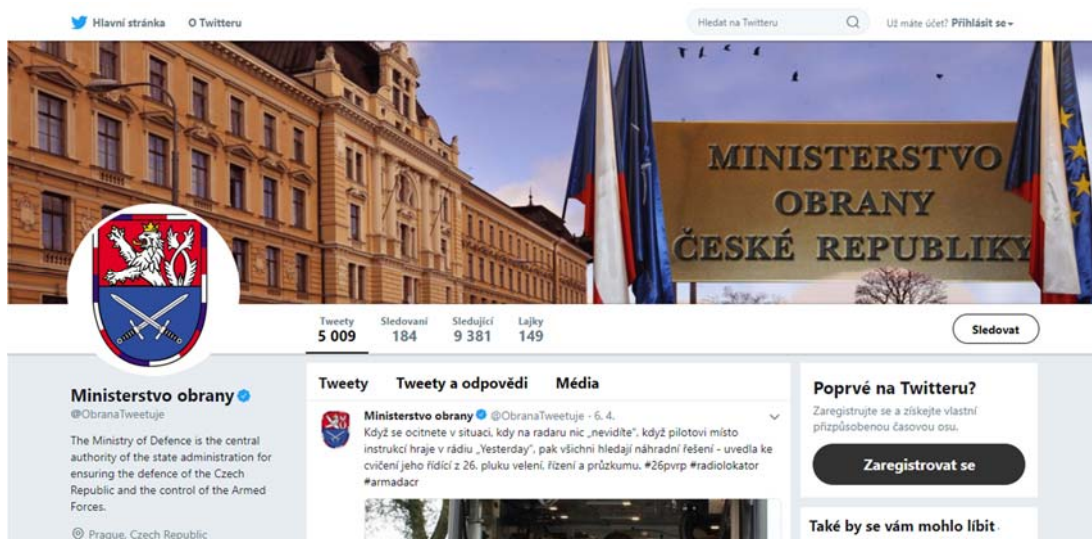 Hlavní stránka O Twitteru Hledat na Twitteru Už máte účet? Přihlásit se
MINISTERSTVO
OBRANY
ČESKÉ REPUBLIKY
Tweety Sledovaní Sledující Lajky
5 009 184 9 381 149
Sledovat
Ministerstvo obrany
@ObranaTweetuje
The Ministry of Defence is the central
authority of the state administration for
ensuring the defence of the Czech
Republic and the control of the Armed
Forces.
Prague, Czech Republic
Tweety Tweety a odpovědi Média
Ministerstvo obrany @ObranaTweetuje - 6. 4.
Když se ocitnete v situaci, kdy na radaru nic „nevidíte“, když pilotovi místo
instrukcí hraje v rádiu „Yesterday“, pak všichni hledají náhradní řešení - uvedla ke
cvičení jeho řídící z 26. pluku velení, řízení a průzkumu. #26pvrp #radiolokator
#armadacr
Poprvé na Twitteru?
Zaregistrujte se a získejte vlastní
přizpůsobenou časovou osu.
Zaregistrovat se
Také by se vám mohlo líbit